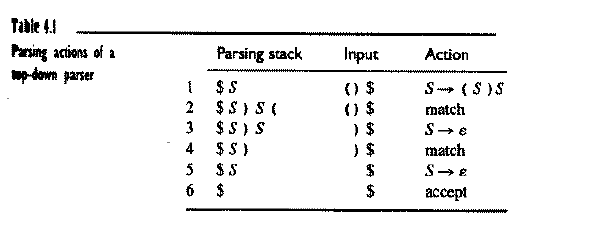 Table 4.1
Parsing actions of a
top-down parser
Parsing stack Input Action
1 $ S ( ) $ S → ( S ) S
2 $ S ) S ( ( ) $ match
3 $ S ) S ) $ S → ε
4 $ S ) ) $ match
5 $ S $ S → ε
6 $ $ accept